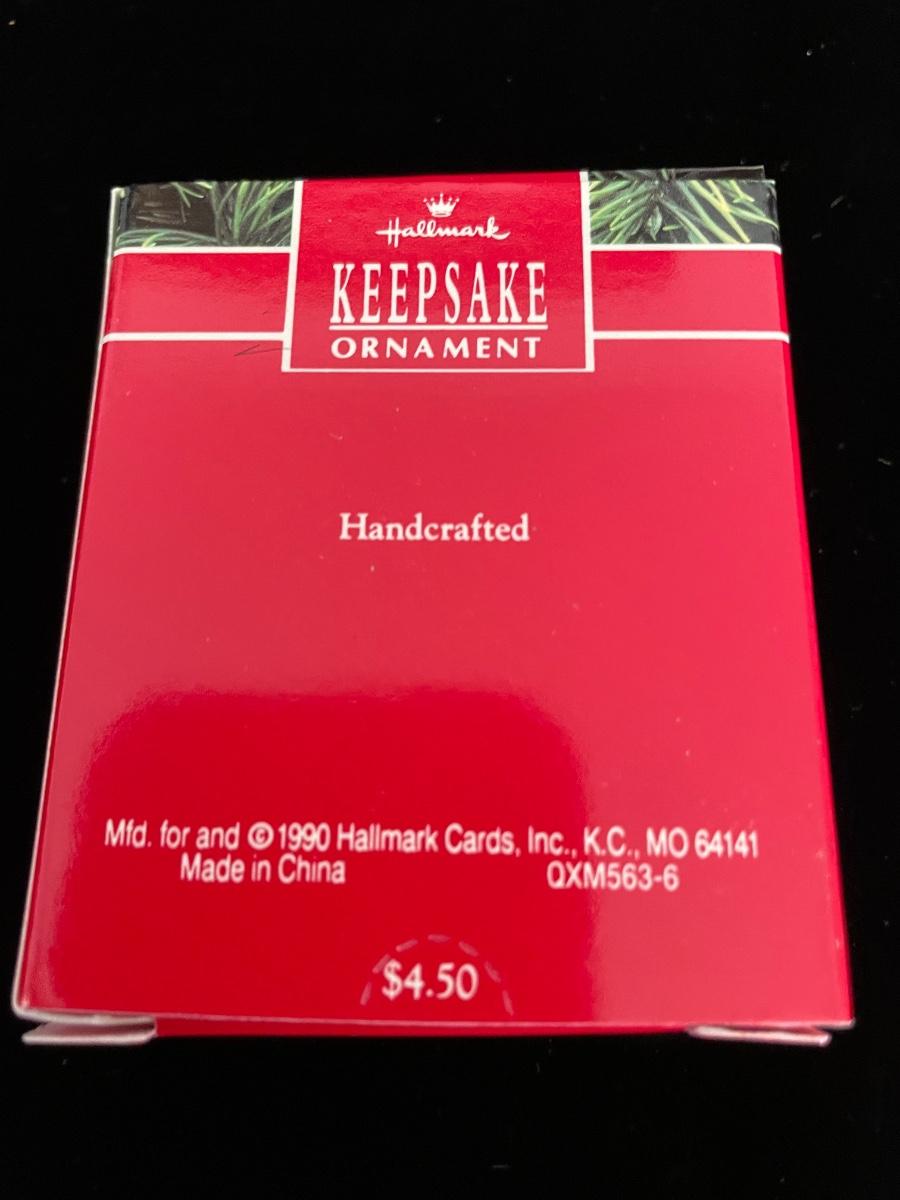 Hallmark
KEEPSAKE
ORNAMENT
Handcrafted
Mfd. for and © 1990 Hallmark Cards, Inc., K.C., MO 64141
Made in China QXM563-6
$4.50